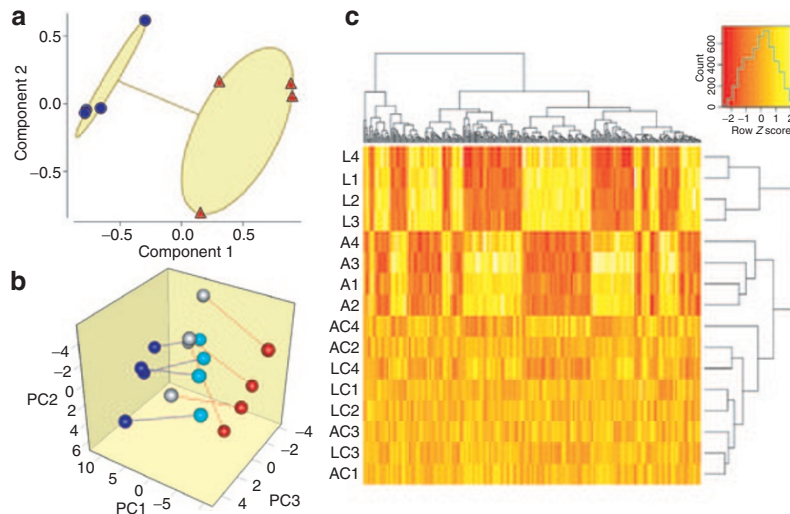 a
0.5
0.0
−0.5
Component 2
−0.5
0.0
0.5
Component 1
b
−4
−2
0
2
4
6
PC2
10
5
0
−5
PC1
−4
−2
0
2
4
PC3
c
Count
0 200 400 600
−2 −1 0 1 2
Row Z score
L4
L1
L2
L3
A4
A3
A1
A2
AC4
AC2
LC4
LC1
LC2
AC3
LC3
AC1